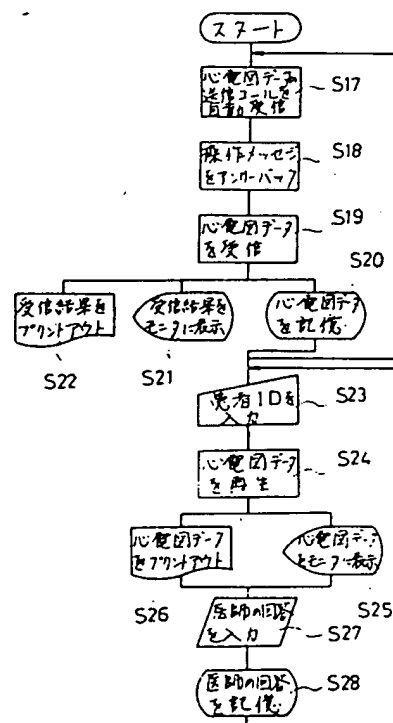 スタート
心電図データの
送信コールを
自動受信
S17
操作メッセージ
をアンサーバック
S18
心電図データ
を受信
S19
S20
受信結果を
プリントアウト
受信結果を
モニタに表示
心電図データ
を記憶
S22
S21
患者IDを
入力
S23
心電図データ
を再生
S24
心電図データ
をプリントアウト
心電図データ
をモニタに表示
S26
S25
医師の回答
を入力
S27
医師の回答
を記憶
S28